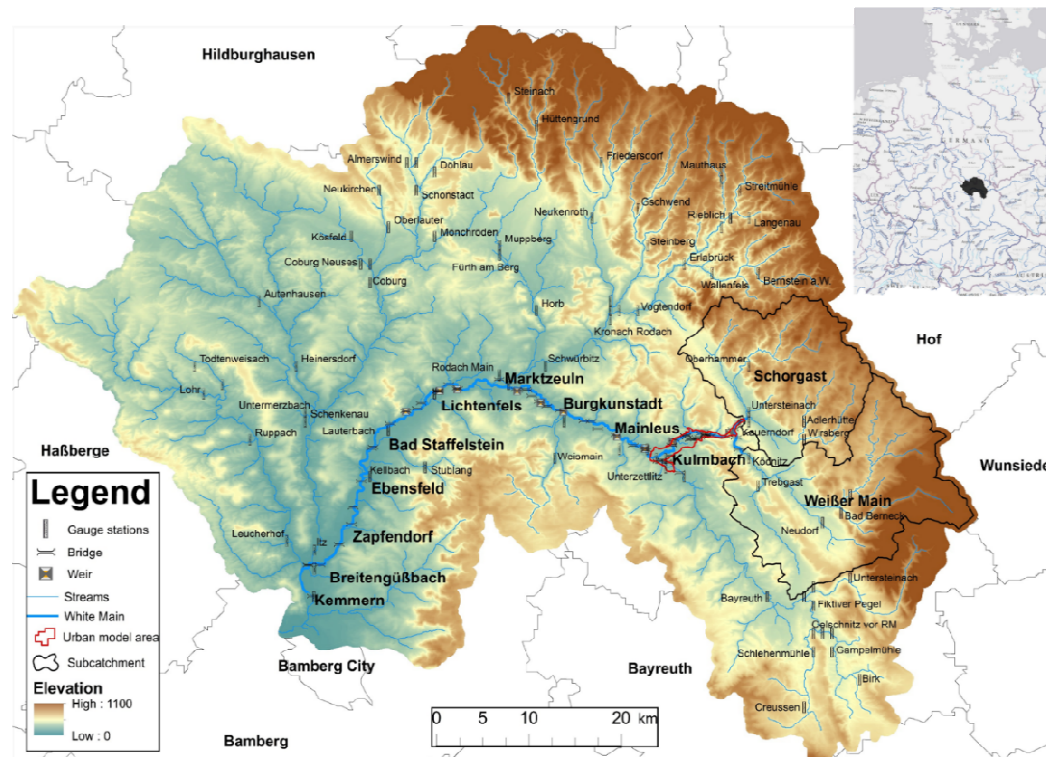 Hildburghausen
Steinach
Hüttengrund
Almerswind
Döhlau
Friedersdorf
Mauthaus
Neukirchen
Schönstädt
Streitmühle
Gschwend
Rieblich
Langenau
Oberlauter
Neukenroth
Kösfeld
Mönchröden
Muppberg
Steinberg
Coburg Neuses
Fürth am Berg
Erlabrück
Coburg
Wallenfels
Bernstein a.W.
Autenhausen
Horb
Vogtendorf
Kronach Rodach
Hof
Todtenweisach
Heinersdorf
Rodach Main
Schwürbitz
Oberhammer
Schorgast
Lohr
Marktzeuln
Untermerzbach
Schenkenau
Lichtenfels
Burgkunstadt
Untersteinach
Adlerhütte
Lauterbach
Mainleus
Kauerndorf
Wirsberg
Ruppach
Bad Staffelstein
Haßberge
Weismain
Kulmbach
Ködnitz
Wunsiede
Kellbach
Stublang
Unterzettlitz
Trebgast
Ebensfeld
Weißer Main
Bad Berneck
Leucherhof
Itz
Zapfendorf
Neudorf
Breitengüßbach
Untersteinach
Kemmern
Bayreuth
Fiktiver Pegel
Oelschnitz vor RM
Bamberg City
Bayreuth
Schlehenmühle
Gampelmühle
Birk
Creussen
Bamberg
Legend
Gauge stations
Bridge
Weir
Streams
White Main
Urban model area
Subcatchment
Elevation
High : 1100
Low : 0
0 5 10 20 km